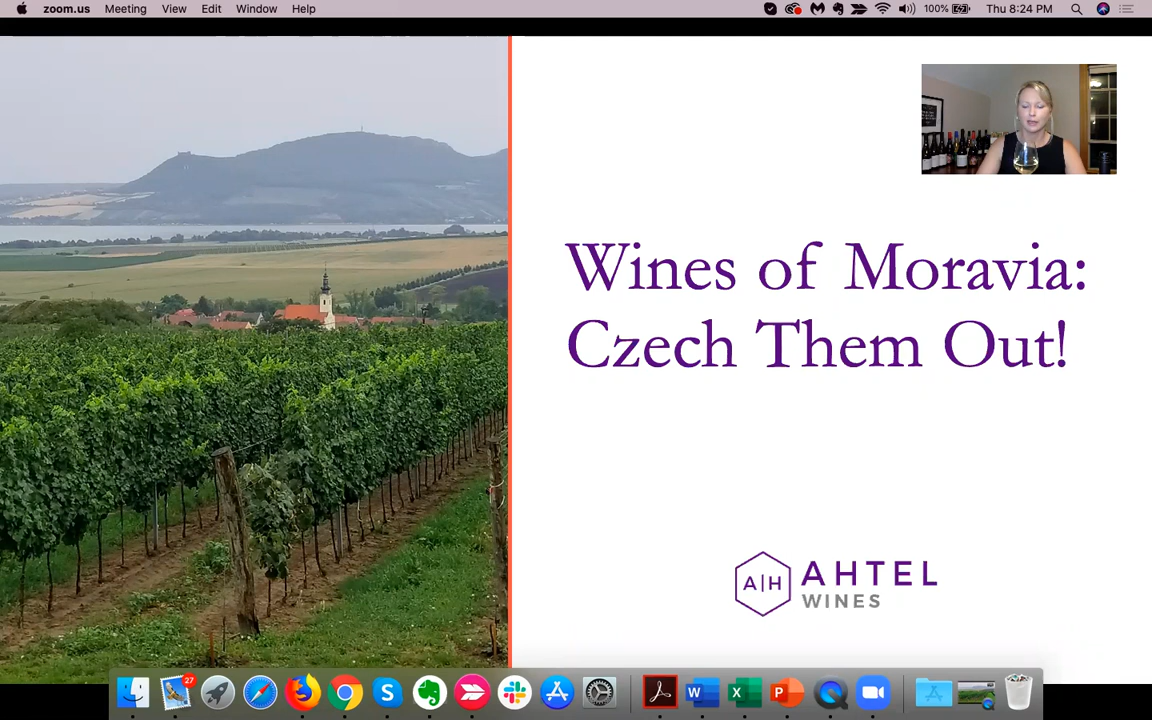 zoom.us Meeting View Edit Window Help 100% Thu 8:24 PM
Wines of Moravia:
Czech Them Out!
A|H AHTEL
WINES
27
W X P